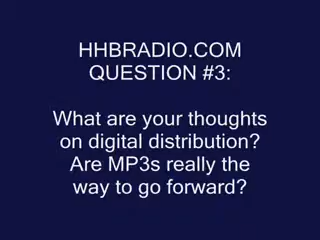 HHBRADIO.COM
QUESTION #3:
What are your thoughts
on digital distribution?
Are MP3s really the
way to go forward?